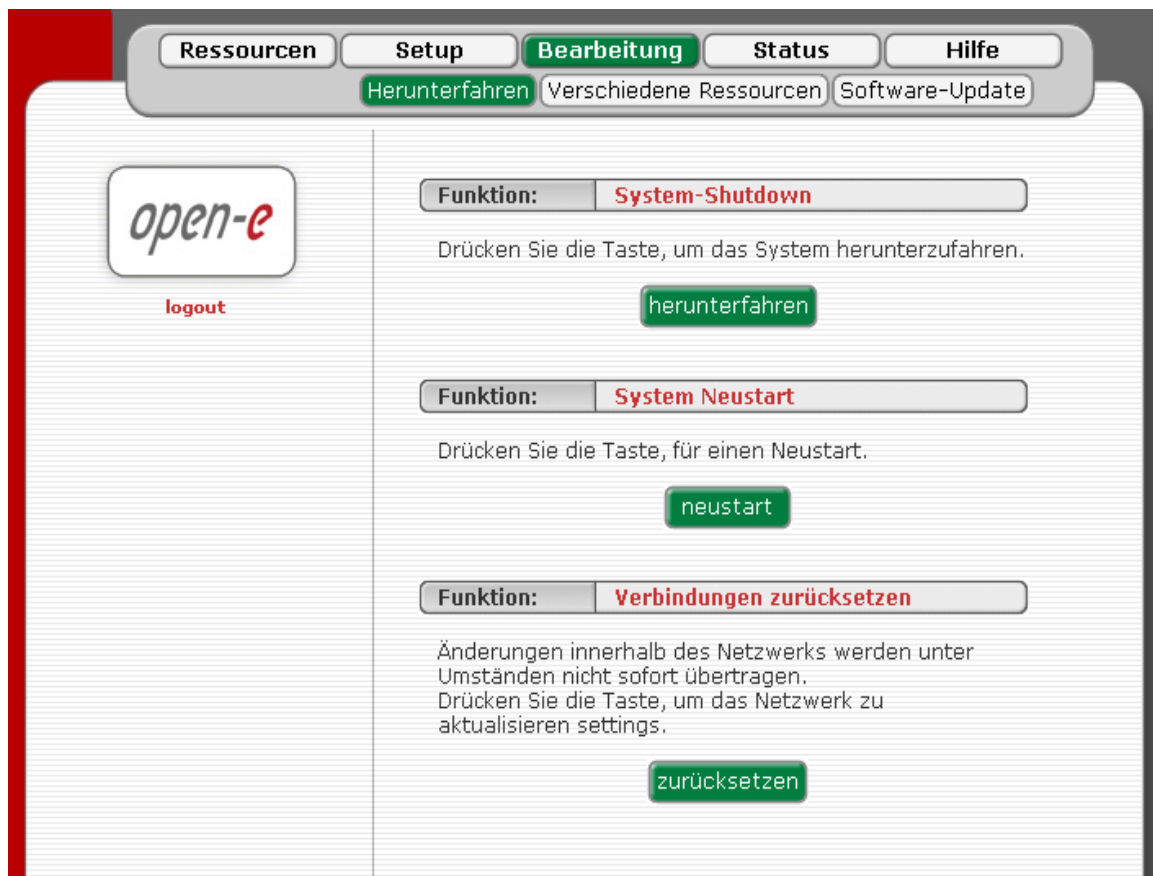 Ressourcen Setup Bearbeitung Status Hilfe
Herunterfahren Verschiedene Ressourcen Software-Update
open-e
logout
Funktion: System-Shutdown
Drücken Sie die Taste, um das System herunterzufahren.
herunterfahren
Funktion: System Neustart
Drücken Sie die Taste, für einen Neustart.
neustart
Funktion: Verbindungen zurücksetzen
Änderungen innerhalb des Netzwerks werden unter
Umständen nicht sofort übertragen.
Drücken Sie die Taste, um das Netzwerk zu
aktualisieren settings.
zurücksetzen